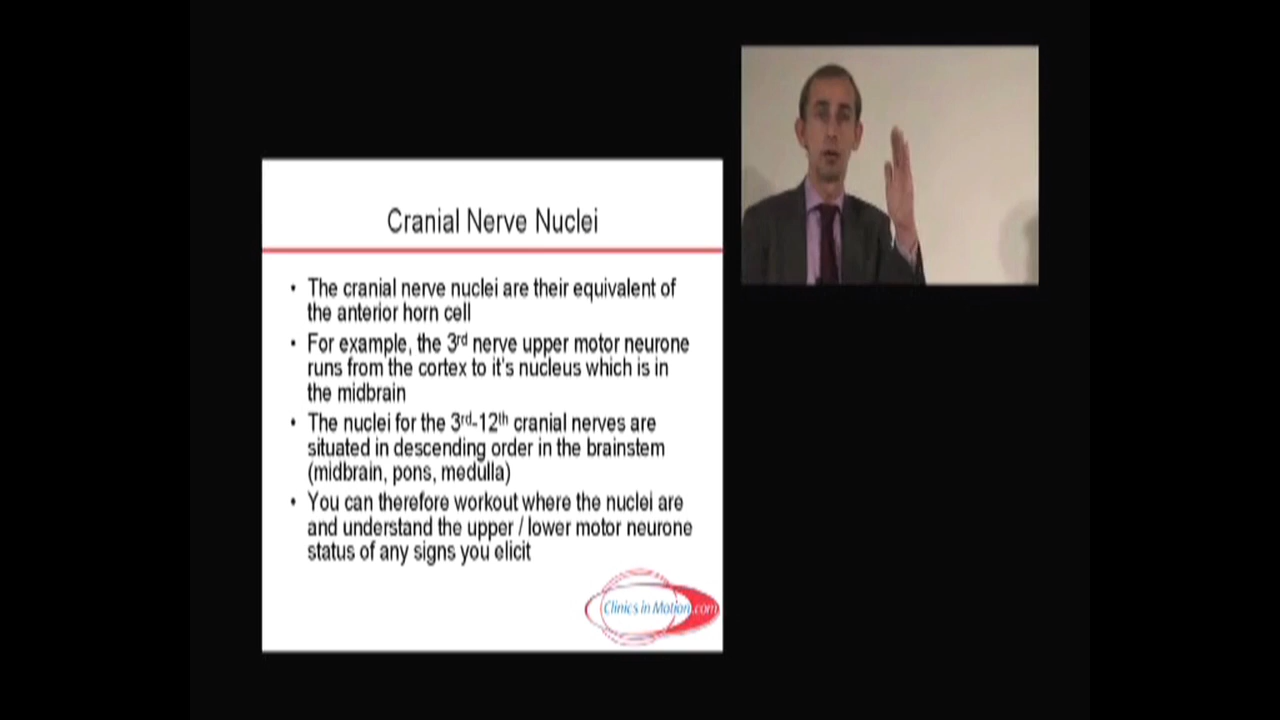 Cranial Nerve Nuclei
• The cranial nerve nuclei are their equivalent of
the anterior horn cell
• For example, the 3rd nerve upper motor neurone
runs from the cortex to it's nucleus which is in
the midbrain
• The nuclei for the 3rd-12th cranial nerves are
situated in descending order in the brainstem
(midbrain, pons, medulla)
• You can therefore workout where the nuclei are
and understand the upper / lower motor neurone
status of any signs you elicit
Clinics in Motion.com